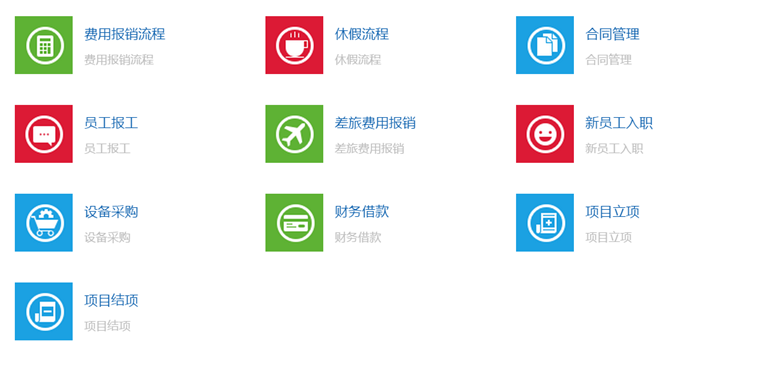 费用报销流程
费用报销流程
休假流程
休假流程
合同管理
合同管理
员工报工
员工报工
差旅费用报销
差旅费用报销
新员工入职
新员工入职
设备采购
设备采购
财务借款
财务借款
项目立项
项目立项
项目结项
项目结项